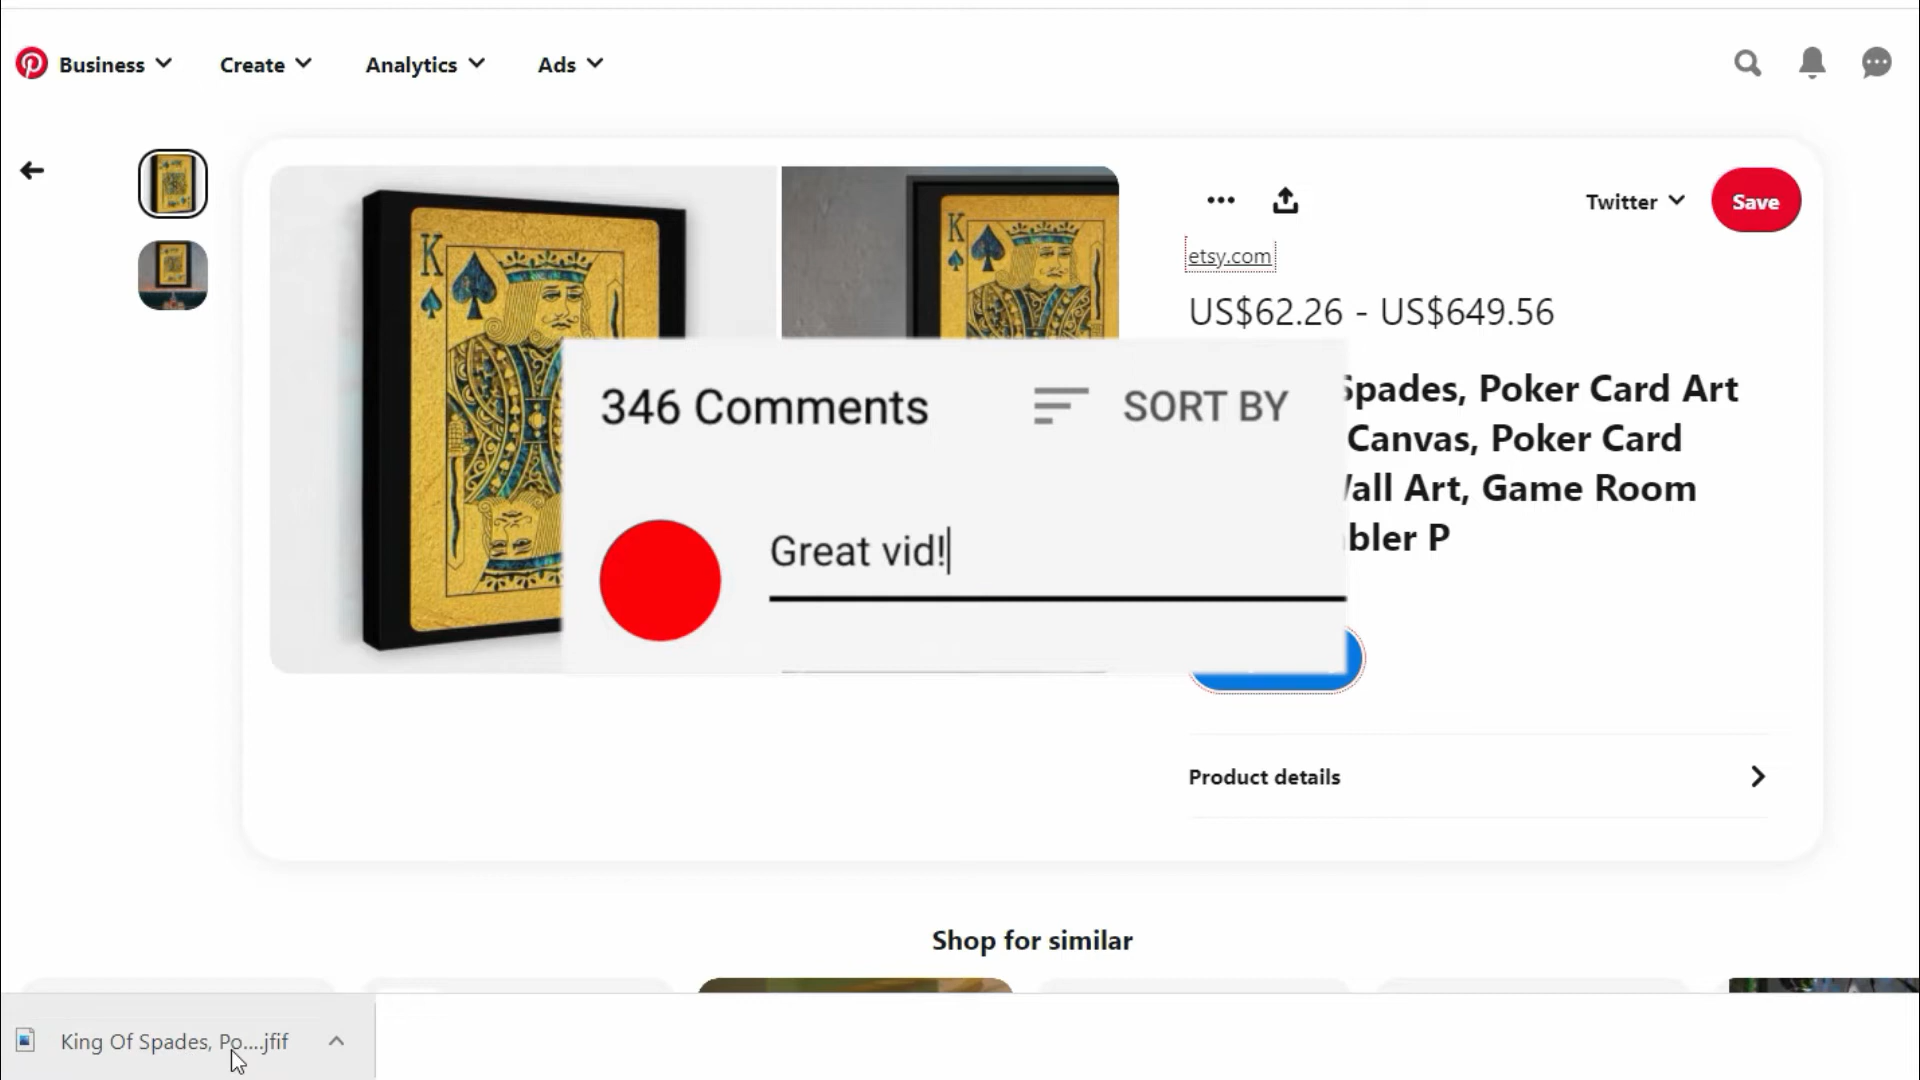 Business
Create
Analytics
Ads
Twitter
Save
etsy.com
US$62.26 - US$649.56
Spades, Poker Card Art
Canvas, Poker Card
Wall Art, Game Room
bler P
K
K
346 Comments
SORT BY
Great vid!
Product details
Shop for similar
King Of Spades, Po....jfif